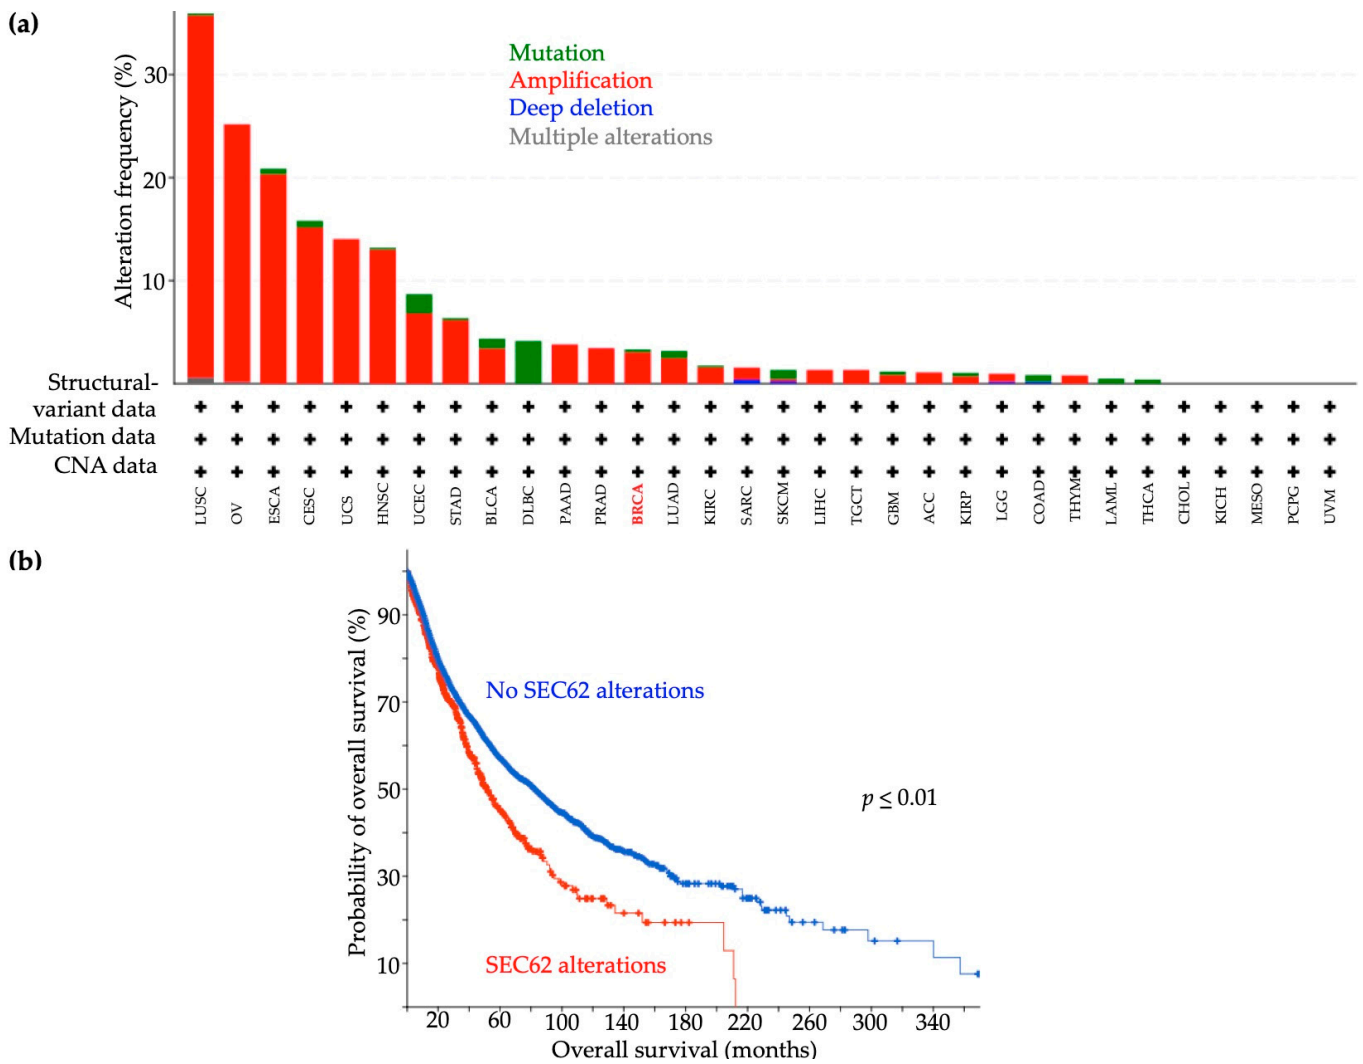 (a)
Mutation
Amplification
Deep deletion
Multiple alterations
Alteration frequency (%)
30
20
10
Structural-
variant data
Mutation data
CNA data
LUSC
OV
ESCA
CESC
UCS
HNSC
UCEC
STAD
BLCA
DLBC
PAAD
PRAD
BRCA
LUAD
KIRC
SARC
SKCM
LIHC
TGCT
GBM
ACC
KIRP
LGG
COAD
THYM
LAML
THCA
CHOL
KICH
MESO
PCPG
UVM
(b)
Probability of overall survival (%)
90
70
50
30
10
No SEC62 alterations
p ≤ 0.01
SEC62 alterations
20 60 100 140 180 220 260 300 340
Overall survival (months)